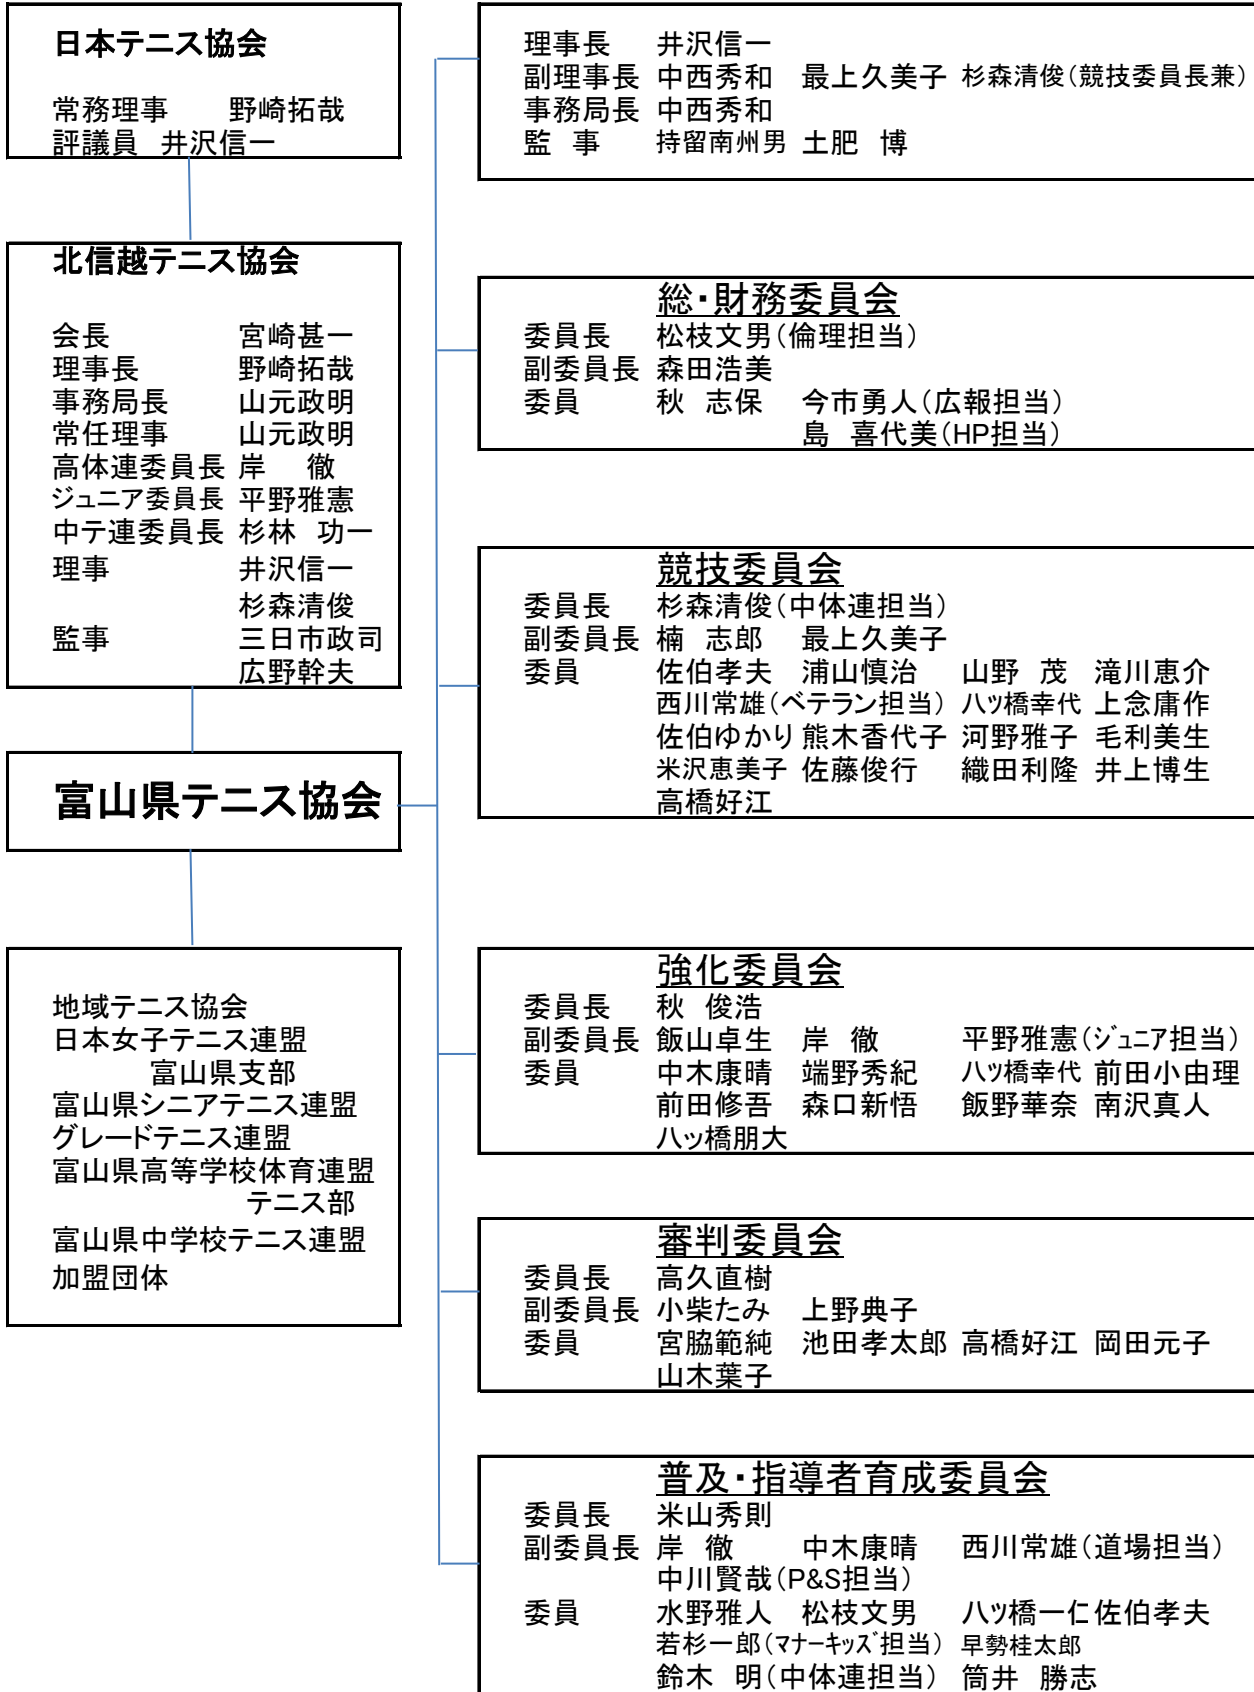 日本テニス協会
常務理事 野崎拓哉
評議員 井沢信一
北信越テニス協会
会長 宮崎甚一
理事長 野崎拓哉
事務局長 山元政明
常任理事 山元政明
高体連委員長 岸 徹
ジュニア委員長 平野雅憲
中テ連委員長 杉林 功一
理事 井沢信一
杉森清俊
監事 三日市政司
広野幹夫
富山県テニス協会
地域テニス協会
日本女子テニス連盟
富山県支部
富山県シニアテニス連盟
グレードテニス連盟
富山県高等学校体育連盟
テニス部
富山県中学校テニス連盟
加盟団体
理事長 井沢信一
副理事長 中西秀和 最上久美子 杉森清俊(競技委員長兼)
事務局長 中西秀和
監 事 持留南州男 土肥 博
総・財務委員会
委員長 松枝文男(倫理担当)
副委員長 森田浩美
委員 秋 志保 今市勇人(広報担当)
島 喜代美(HP担当)
競技委員会
委員長 杉森清俊(中体連担当)
副委員長 楠 志郎 最上久美子
委員 佐伯孝夫 浦山慎治 山野 茂 滝川恵介
西川常雄(ベテラン担当) 八ッ橋幸代 上念庸作
佐伯ゆかり 熊木香代子 河野雅子 毛利美生
米沢恵美子 佐藤俊行 織田利隆 井上博生
高橋好江
強化委員会
委員長 秋 俊浩
副委員長 飯山卓生 岸 徹 平野雅憲(ジュニア担当)
委員 中木康晴 端野秀紀 八ッ橋幸代 前田小由理
前田修吾 森口新悟 飯野華奈 南沢真人
八ッ橋朋大
審判委員会
委員長 高久直樹
副委員長 小柴たみ 上野典子
委員 宮脇範純 池田孝太郎 高橋好江 岡田元子
山木葉子
普及・指導者育成委員会
委員長 米山秀則
副委員長 岸 徹 中木康晴 西川常雄(道場担当)
中川賢哉(P&S担当)
委員 水野雅人 松枝文男 八ッ橋一仁 佐伯孝夫
若杉一郎(マナーキッズ担当) 早勢桂太郎
鈴木 明(中体連担当) 筒井 勝志